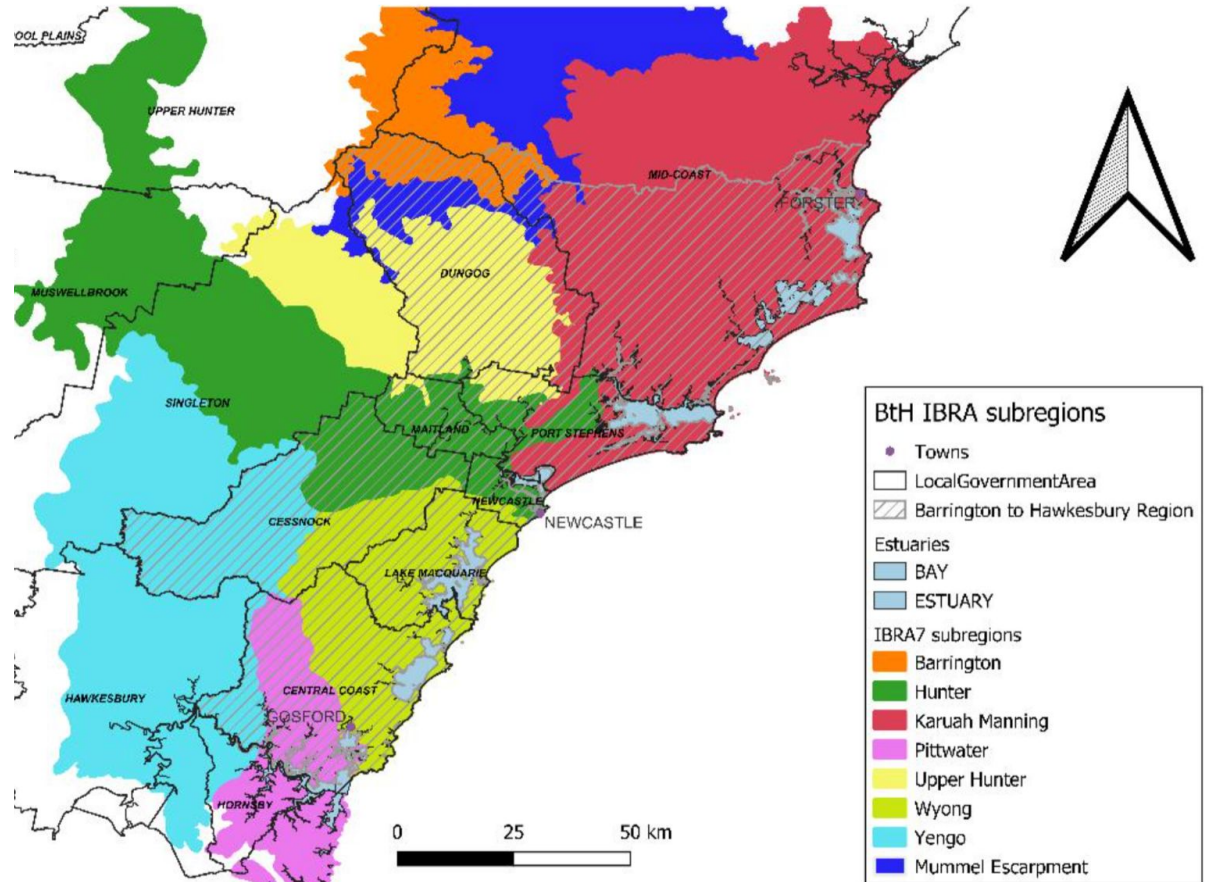 OOL PLAINS
UPPER HUNTER
MID-COAST
FORSTER
DUNGOG
MUSWELLBROOK
SINGLETON
MAITLAND
PORT STEPHENS
NEWCASTLE
NEWCASTLE
CESSNOCK
LAKE MACQUARIE
HAWKESBURY
CENTRAL COAST
GOSFORD
HORNSBY
0 25 50 km
BtH IBRA subregions
Towns
LocalGovernmentArea
Barrington to Hawkesbury Region
Estuaries
BAY
ESTUARY
IBRA7 subregions
Barrington
Hunter
Karuah Manning
Pittwater
Upper Hunter
Wyong
Yengo
Mummel Escarpment